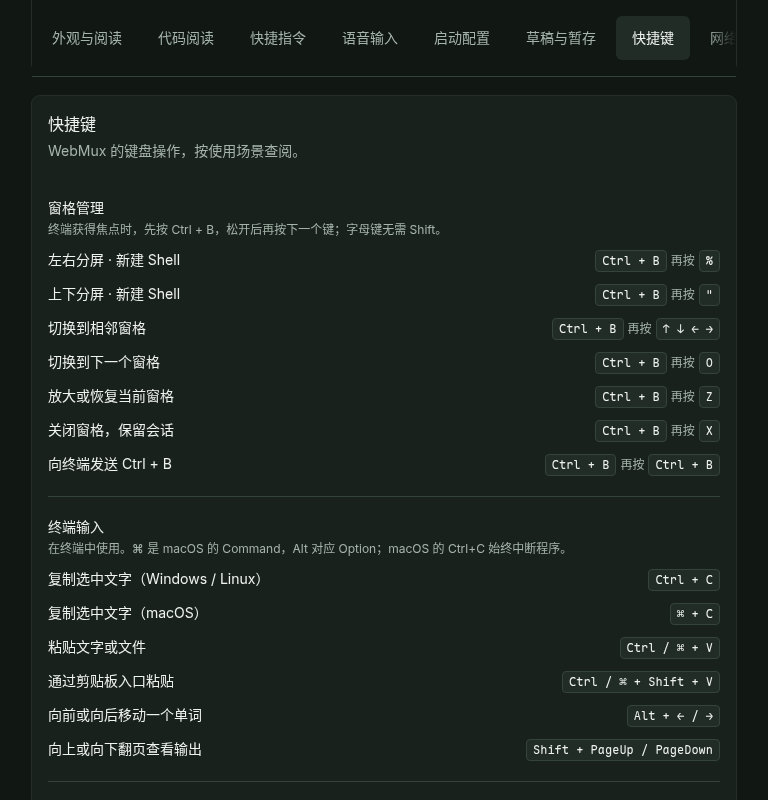 外观与阅读 代码阅读 快捷指令 语音输入 启动配置 草稿与暂存 快捷键 网络
快捷键
WebMux 的键盘操作，按使用场景查阅。
窗格管理
终端获得焦点时，先按 Ctrl + B，松开后再按下一个键；字母键无需 Shift。
左右分屏 · 新建 Shell Ctrl + B 再按 %
上下分屏 · 新建 Shell Ctrl + B 再按 "
切换到相邻窗格 Ctrl + B 再按 ↑ ↓ ← →
切换到下一个窗格 Ctrl + B 再按 O
放大或恢复当前窗格 Ctrl + B 再按 Z
关闭窗格，保留会话 Ctrl + B 再按 X
向终端发送 Ctrl + B Ctrl + B 再按 Ctrl + B
终端输入
在终端中使用。⌘ 是 macOS 的 Command，Alt 对应 Option；macOS 的 Ctrl+C 始终中断程序。
复制选中文字（Windows / Linux） Ctrl + C
复制选中文字（macOS） ⌘ + C
粘贴文字或文件 Ctrl / ⌘ + V
通过剪贴板入口粘贴 Ctrl / ⌘ + Shift + V
向前或向后移动一个单词 Alt + ← / →
向上或向下翻页查看输出 Shift + PageUp / PageDown